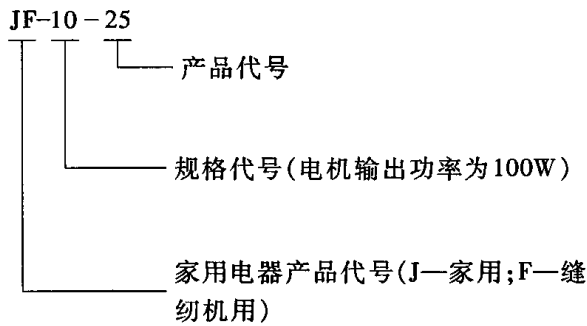 JF-10-25
产品代号
规格代号(电机输出功率为100W)
家用电器产品代号(J—家用;F—缝
纫机用)